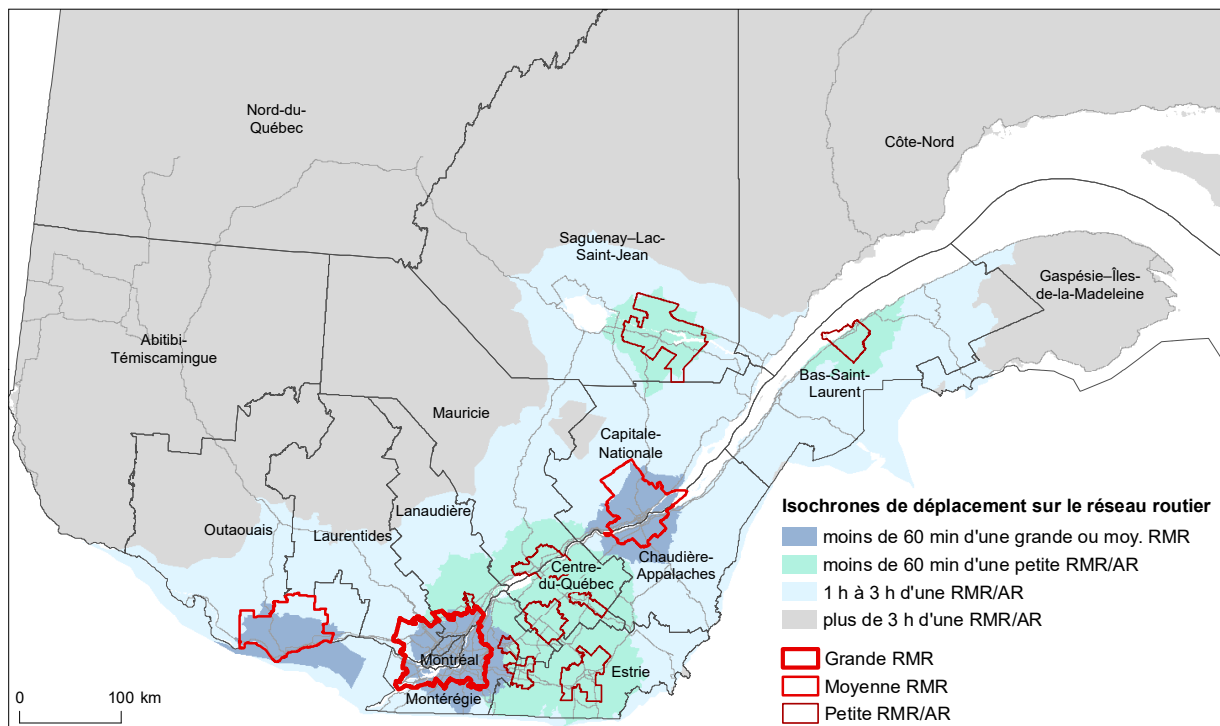 Nord-du-
Québec
Côte-Nord
Saguenay–Lac-
Saint-Jean
Gaspésie–Îles-
de-la-Madeleine
Abitibi-
Témiscamingue
Bas-Saint-
Laurent
Mauricie
Capitale-
Nationale
Lanaudière
Outaouais
Laurentides
Chaudière-
Appalaches
Centre-
du-Québec
Montréal
Estrie
Montérégie
0 100 km
Isochrones de déplacement sur le réseau routier
moins de 60 min d'une grande ou moy. RMR
moins de 60 min d'une petite RMR/AR
1 h à 3 h d'une RMR/AR
plus de 3 h d'une RMR/AR
Grande RMR
Moyenne RMR
Petite RMR/AR